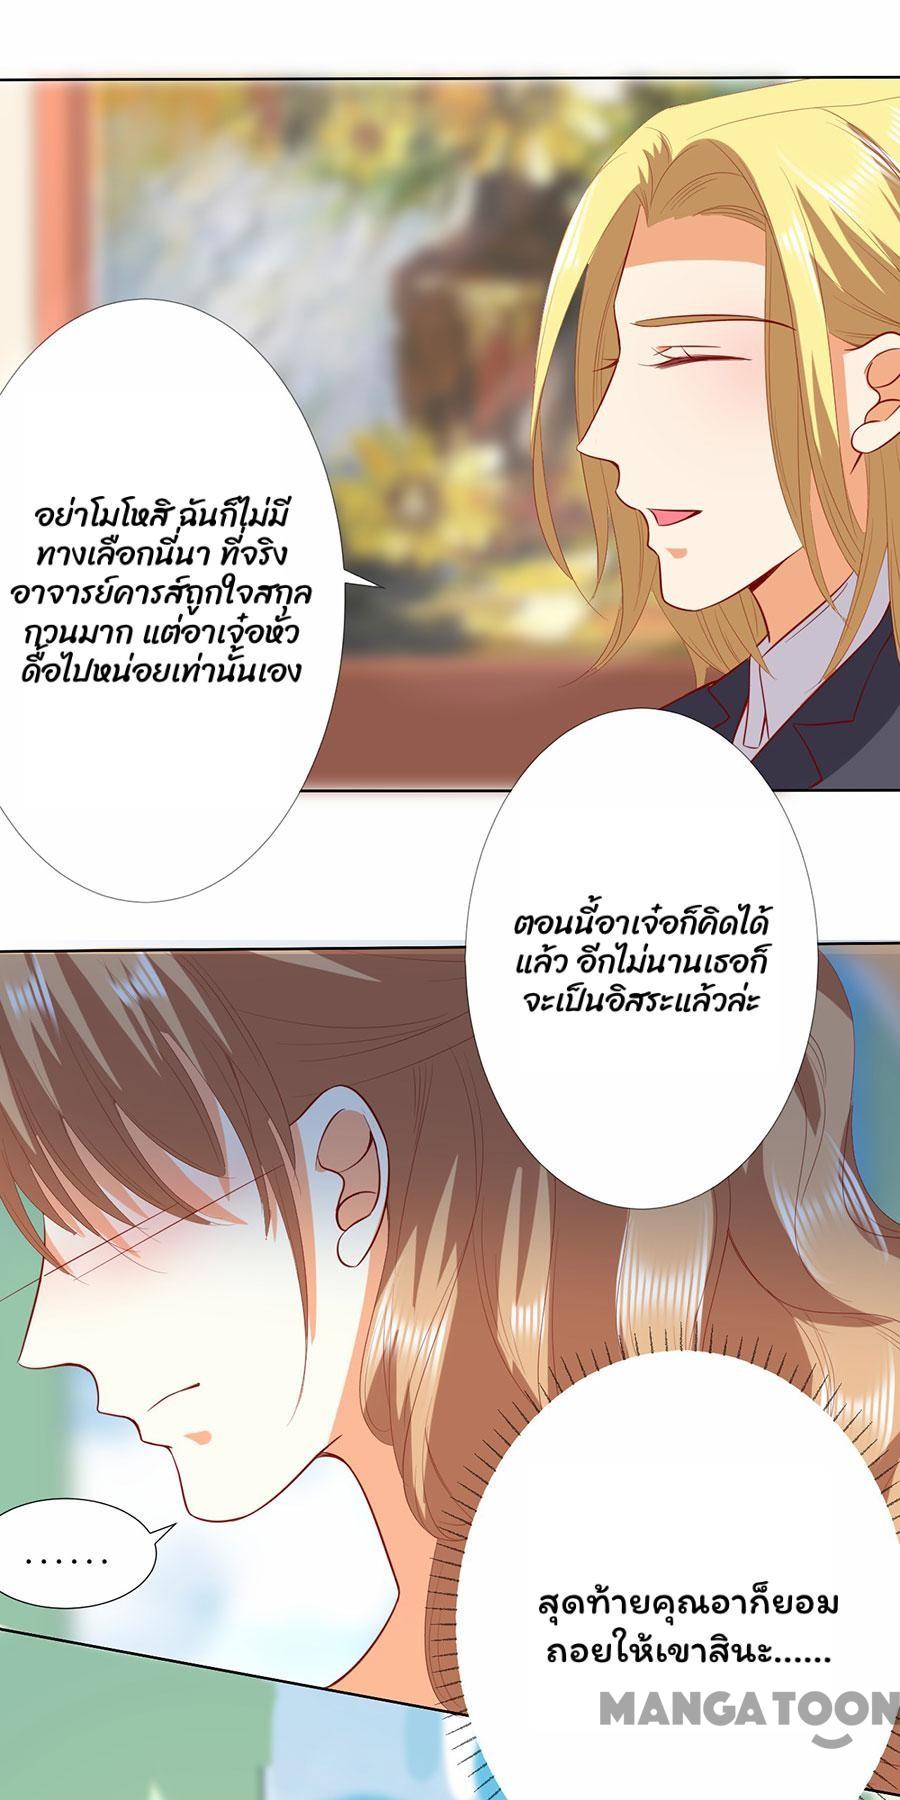 อย่าโมโหสิ ฉันก็ไม่มี
ทางเลือกนี่นา ที่จริง
อาจารย์คารส์ถูกใจสกุล
กวนมาก แต่อาเจ๋อหัว
ดื้อไปหน่อยเท่านั้นเอง
ตอนนี้อาเจ๋อก็คิดได้
แล้ว อีกไม่นานเธอก็
จะเป็นอิสระแล้วล่ะ
......
สุดท้ายคุณอาก็ยอม
ถอยให้เขาสินะ......
MANGATOON